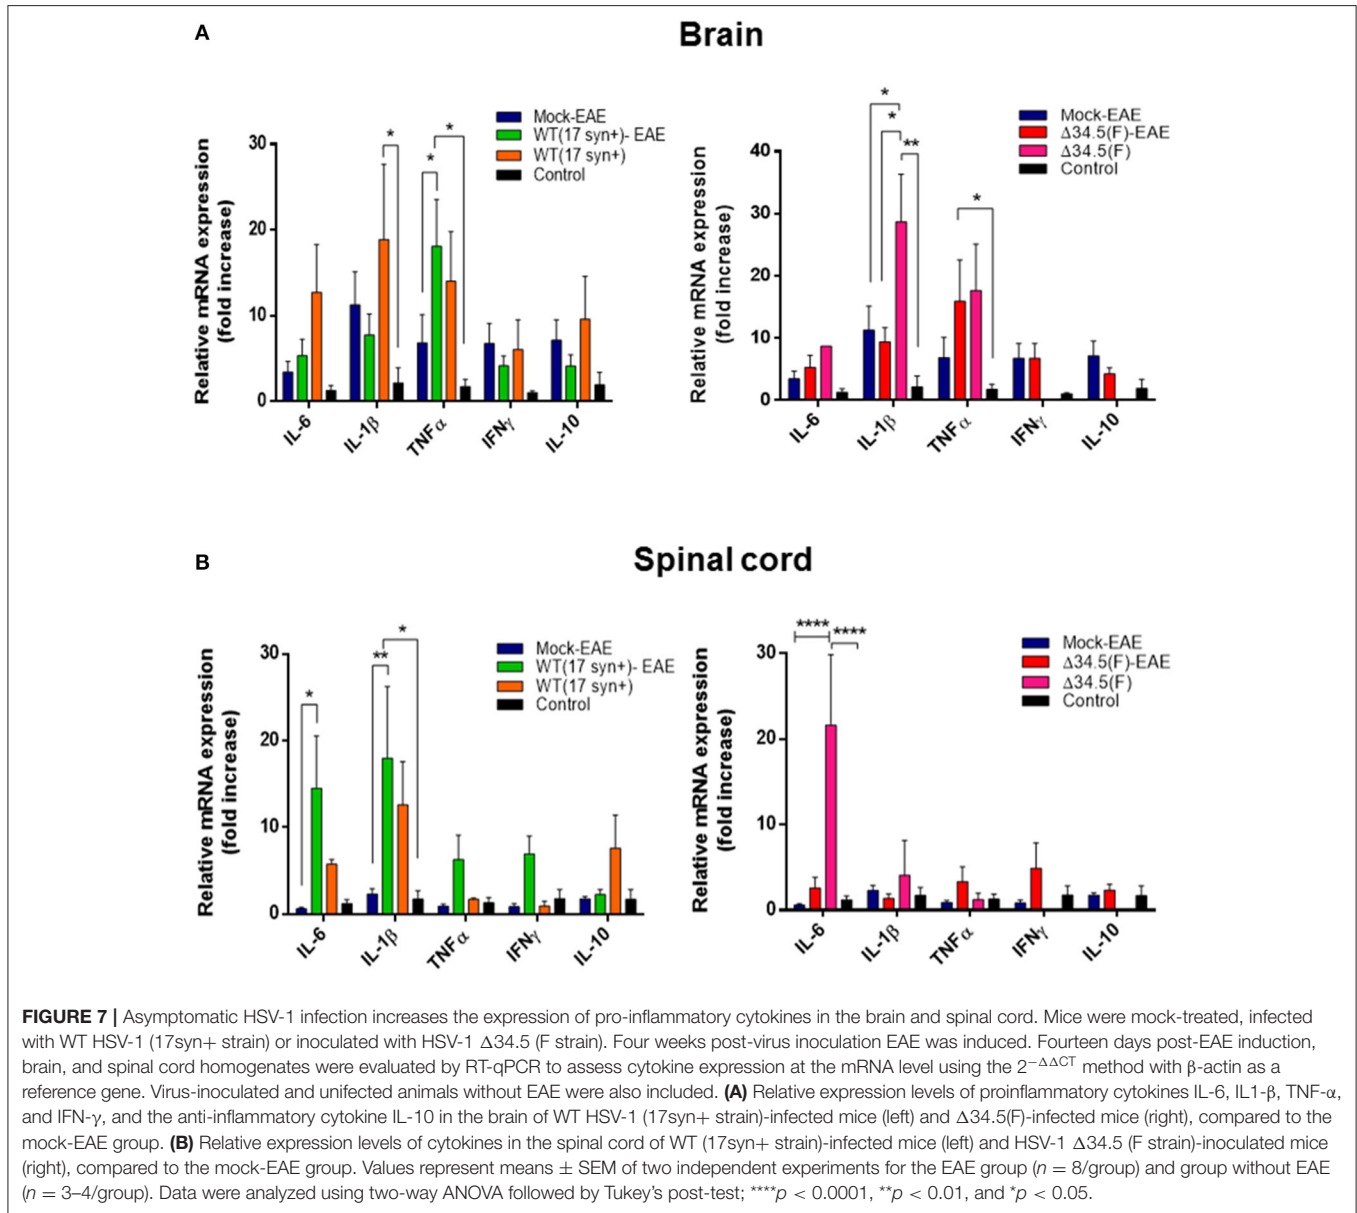 A
Brain
Relative mRNA expression
(fold increase)
30
20
10
0
Mock-EAE
WT(17 syn+)- EAE
WT(17 syn+)
Control
*
*
*
IL-6
IL-1β
TNFα
IFNγ
IL-10
Relative mRNA expression
(fold increase)
40
30
20
10
0
Mock-EAE
Δ34.5(F)-EAE
Δ34.5(F)
Control
*
*
**
*
IL-6
IL-1β
TNFα
IFNγ
IL-10
B
Spinal cord
Relative mRNA expression
(fold increase)
30
20
10
0
Mock-EAE
WT(17 syn+)- EAE
WT(17 syn+)
Control
*
**
*
IL-6
IL-1β
TNFα
IFNγ
IL-10
Relative mRNA expression
(fold increase)
30
20
10
0
Mock-EAE
Δ34.5(F)-EAE
Δ34.5(F)
Control
****
****
IL-6
IL-1β
TNFα
IFNγ
IL-10
FIGURE 7 | Asymptomatic HSV-1 infection increases the expression of pro-inflammatory cytokines in the brain and spinal cord. Mice were mock-treated, infected
with WT HSV-1 (17syn+ strain) or inoculated with HSV-1 Δ34.5 (F strain). Four weeks post-virus inoculation EAE was induced. Fourteen days post-EAE induction,
brain, and spinal cord homogenates were evaluated by RT-qPCR to assess cytokine expression at the mRNA level using the 2−ΔΔCT method with β-actin as a
reference gene. Virus-inoculated and unifected animals without EAE were also included. (A) Relative expression levels of proinflammatory cytokines IL-6, IL1-β, TNF-α,
and IFN-γ, and the anti-inflammatory cytokine IL-10 in the brain of WT HSV-1 (17syn+ strain)-infected mice (left) and Δ34.5(F)-infected mice (right), compared to the
mock-EAE group. (B) Relative expression levels of cytokines in the spinal cord of WT (17syn+ strain)-infected mice (left) and HSV-1 Δ34.5 (F strain)-inoculated mice
(right), compared to the mock-EAE group. Values represent means ± SEM of two independent experiments for the EAE group (n = 8/group) and group without EAE
(n = 3–4/group). Data were analyzed using two-way ANOVA followed by Tukey's post-test; ****p < 0.0001, **p < 0.01, and *p < 0.05.